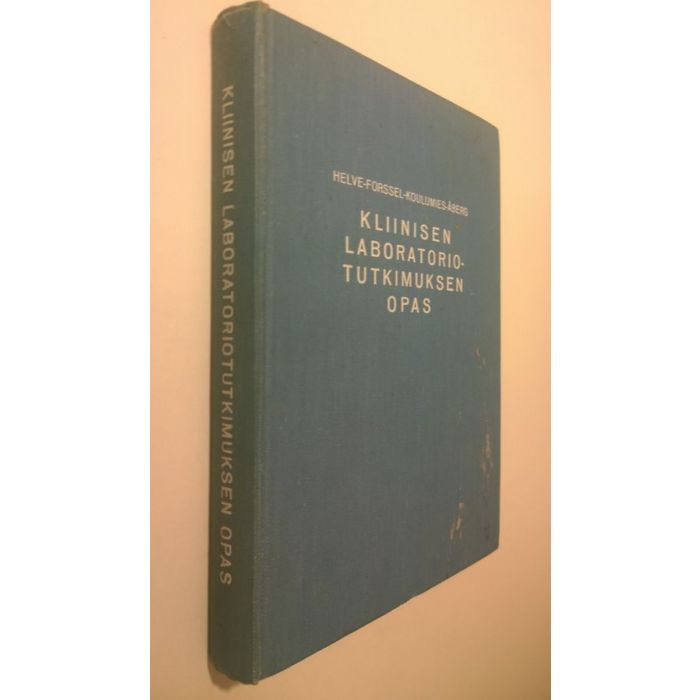 KLIINISEN LABORATORIOTUTKIMUKSEN OPAS
HELVE-FORSSEL-KOULUMIES-ÅBERG
KLIINISEN
LABORATORIO-
TUTKIMUKSEN
OPAS